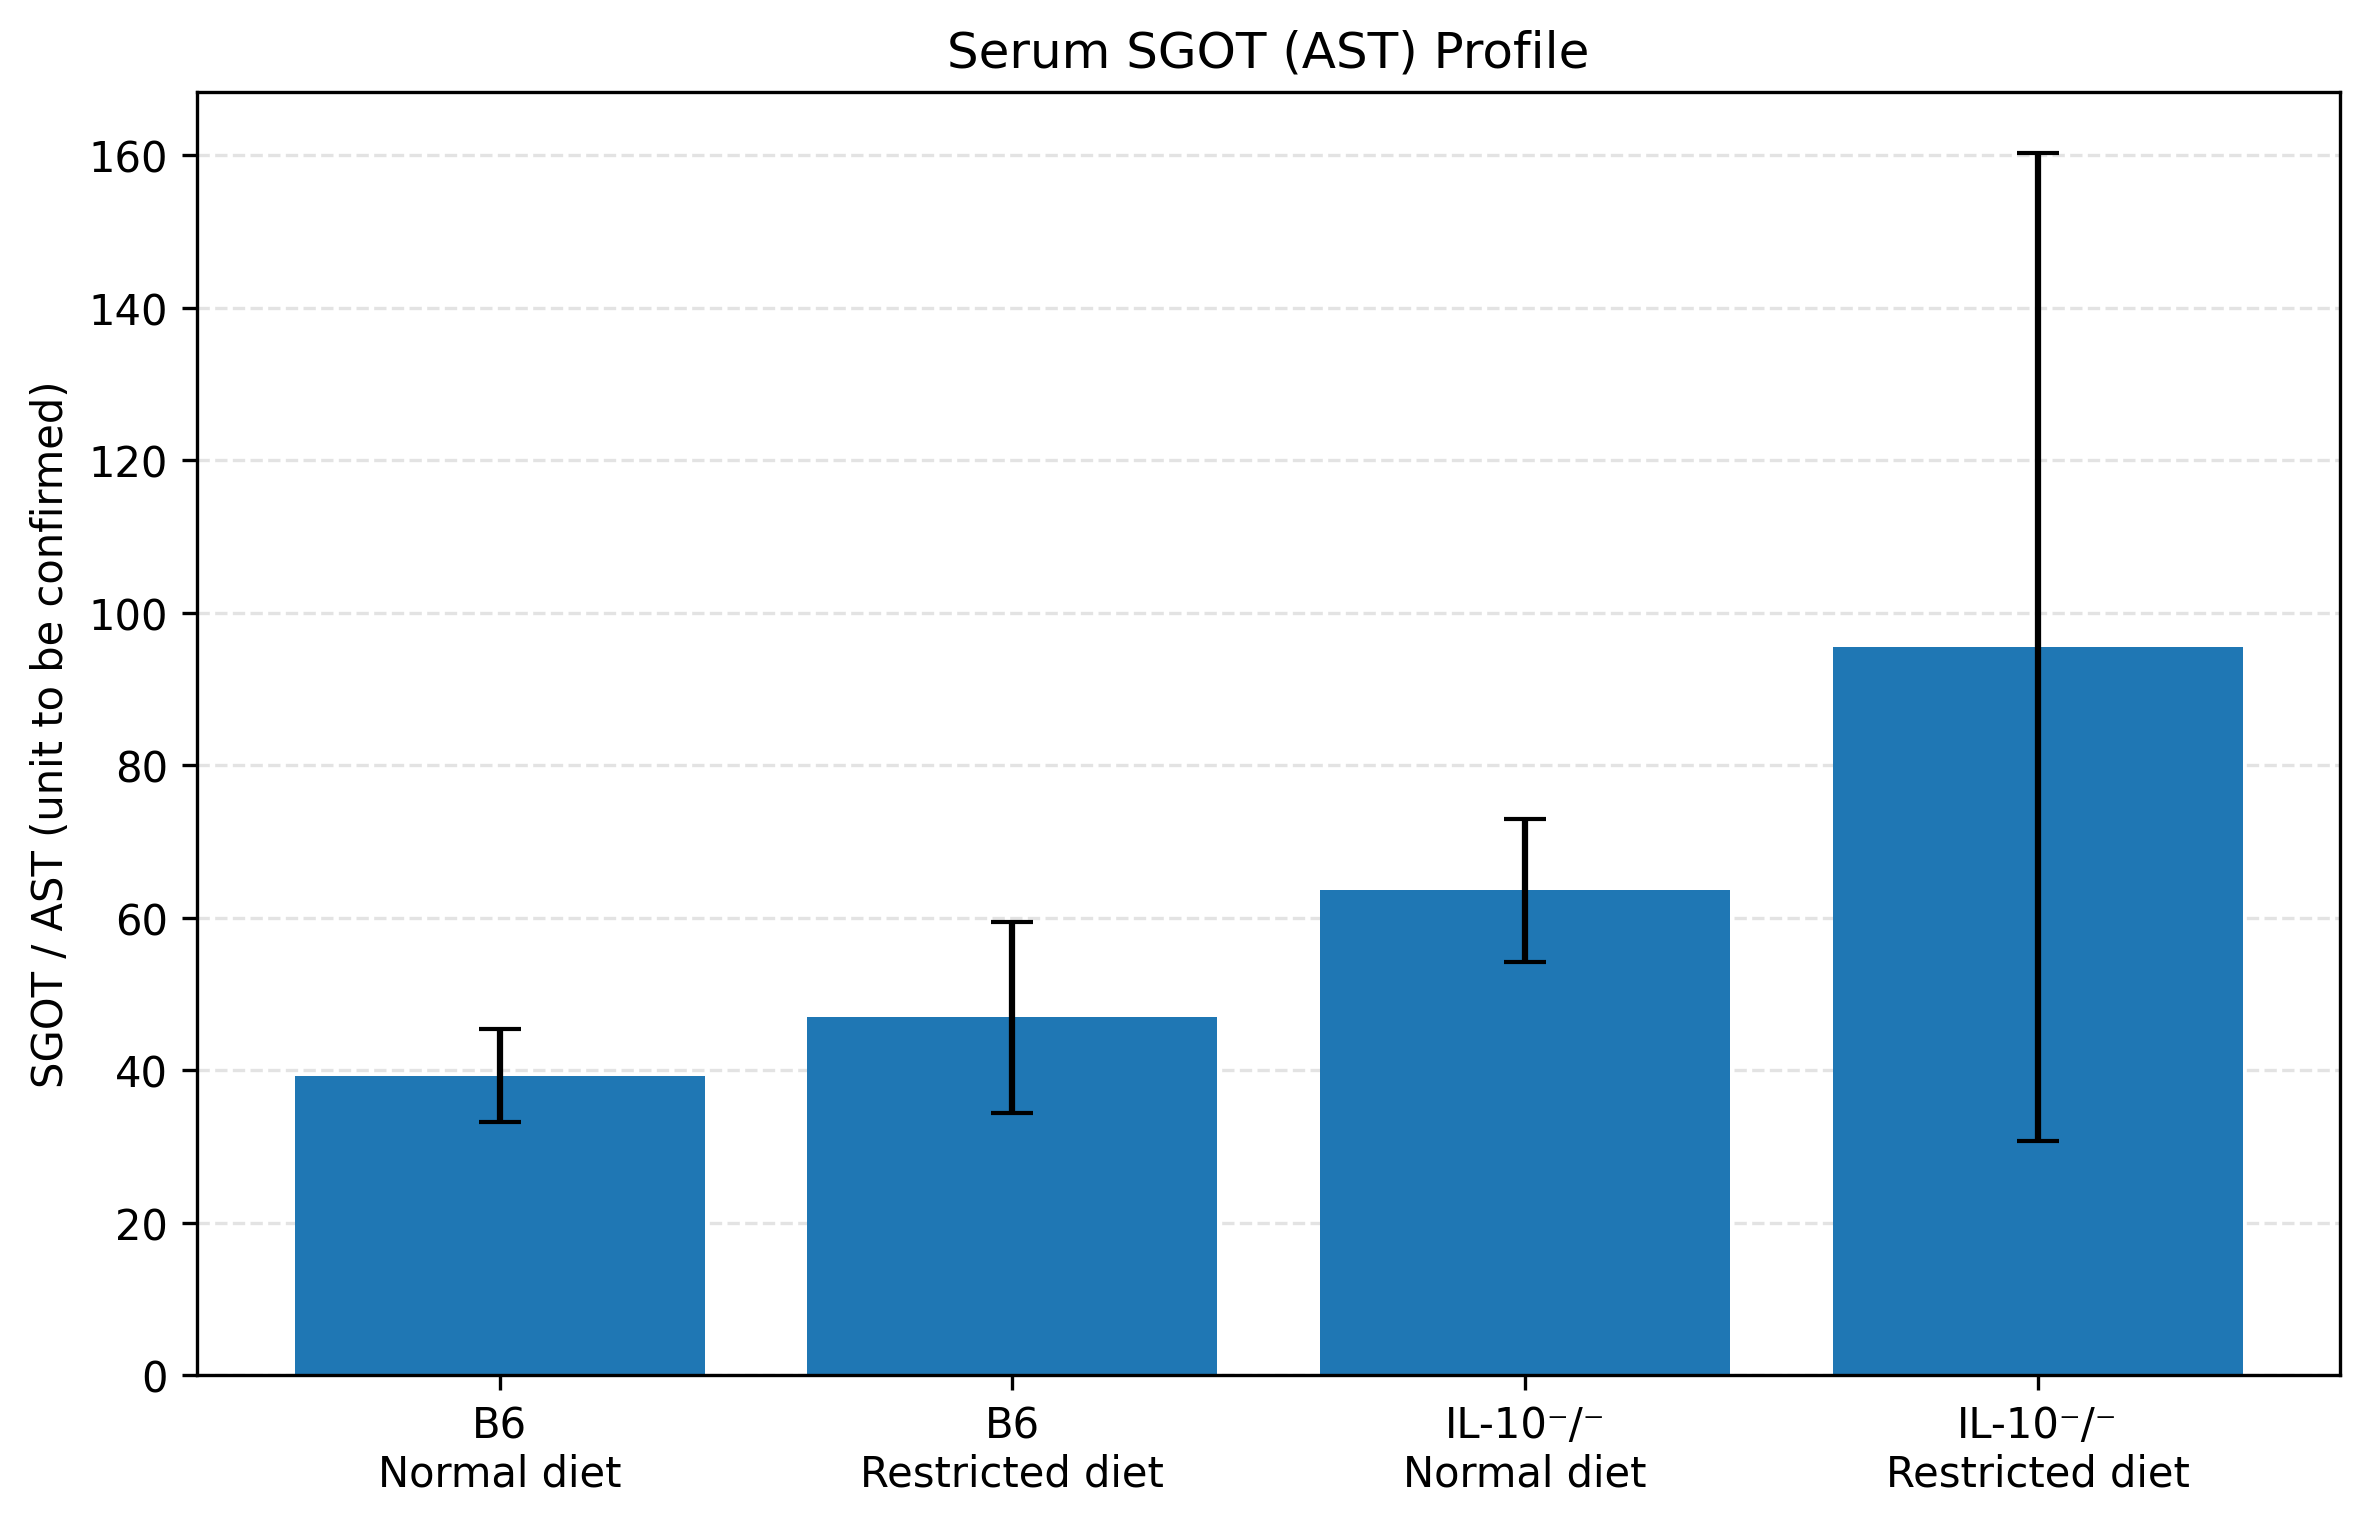 Serum SGOT (AST) Profile
SGOT / AST (unit to be confirmed)
160
140
120
100
80
60
40
20
0
B6
Normal diet
B6
Restricted diet
IL-10⁻/⁻
Normal diet
IL-10⁻/⁻
Restricted diet